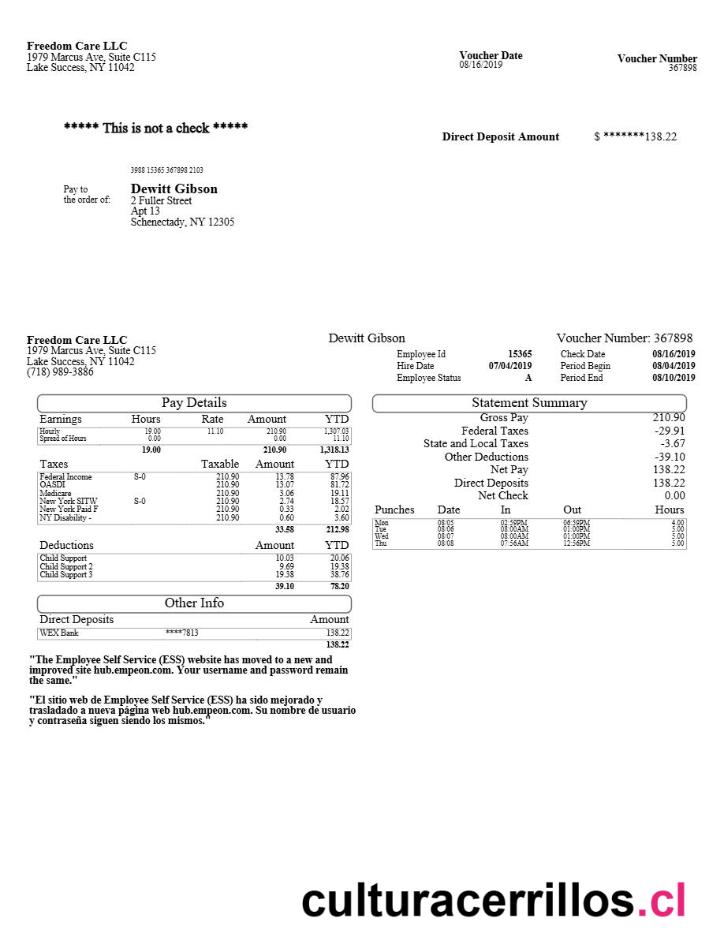 Freedom Care LLC
1979 Marcus Ave, Suite C115
Lake Success, NY 11042
Voucher Date
08/16/2019
Voucher Number
367898
***** This is not a check *****
Direct Deposit Amount $ *******138.22
3988 15365 367898 2103
Pay to
the order of:
Dewitt Gibson
2 Fuller Street
Apt 13
Schenectady, NY 12305
Freedom Care LLC
1979 Marcus Ave, Suite C115
Lake Success, NY 11042
(718) 989-3886
Dewitt Gibson
Voucher Number: 367898
Employee Id 15365 Check Date 08/16/2019
Hire Date 07/04/2019 Period Begin 08/04/2019
Employee Status A Period End 08/10/2019
Pay Details
Earnings Hours Rate Amount YTD
Hourly 19.00 11.10 210.90 1,307.03
Spread of Hours 0.00 0.00 11.10
19.00 210.90 1,318.13
Taxes Taxable Amount YTD
Federal Income S-0 210.90 13.78 87.96
OASDI 210.90 13.07 81.72
Medicare 210.90 3.06 19.11
New York SITW S-0 210.90 2.74 18.57
New York Paid F 210.90 0.33 2.02
NY Disability - 210.90 0.60 3.60
33.58 212.98
Deductions Amount YTD
Child Support 10.03 20.06
Child Support 2 9.69 19.38
Child Support 3 19.38 38.76
39.10 78.20
Other Info
Direct Deposits Amount
WEX Bank ****7813 138.22
138.22
"The Employee Self Service (ESS) website has moved to a new and
improved site hub.empeon.com. Your username and password remain
the same."
"El sitio web de Employee Self Service (ESS) ha sido mejorado y
trasladado a nueva página web hub.empeon.com. Su nombre de usuario
y contraseña siguen siendo los mismos."
Statement Summary
Gross Pay 210.90
Federal Taxes -29.91
State and Local Taxes -3.67
Other Deductions -39.10
Net Pay 138.22
Direct Deposits 138.22
Net Check 0.00
Punches Date In Out Hours
Mon 08/05 02:59PM 06:59PM 4.00
Tue 08/06 08:00AM 01:00PM 5.00
Wed 08/07 08:00AM 01:00PM 5.00
Thu 08/08 07:56AM 12:56PM 5.00
culturacerrillos.cl